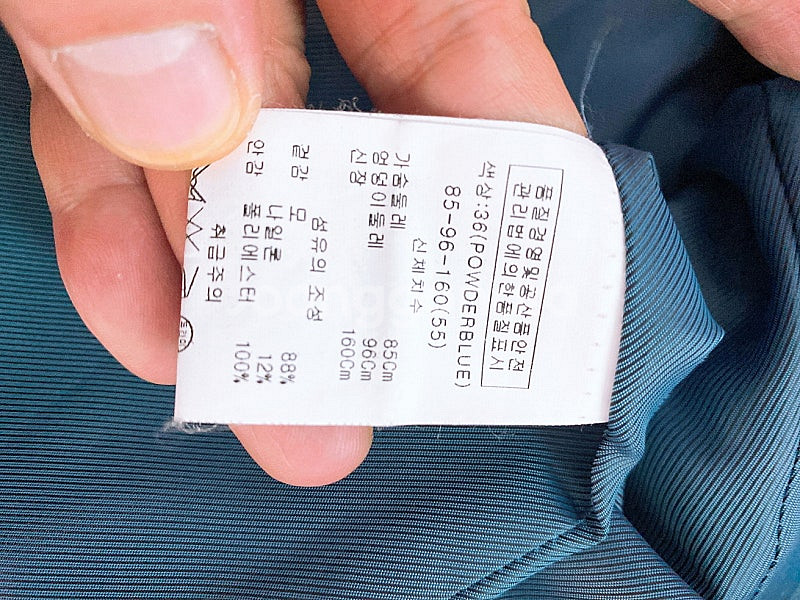 품질경영및공산품안전
관리법에의한품질표시
색상:36(POWDERBLUE)
85-96-160(55)
신체치수
가슴둘레 85Cm
엉덩이둘레 96Cm
신장 160Cm
섬유의 조성
겉감 모 88%
나일론 12%
안감 폴리에스터 100%
취급주의